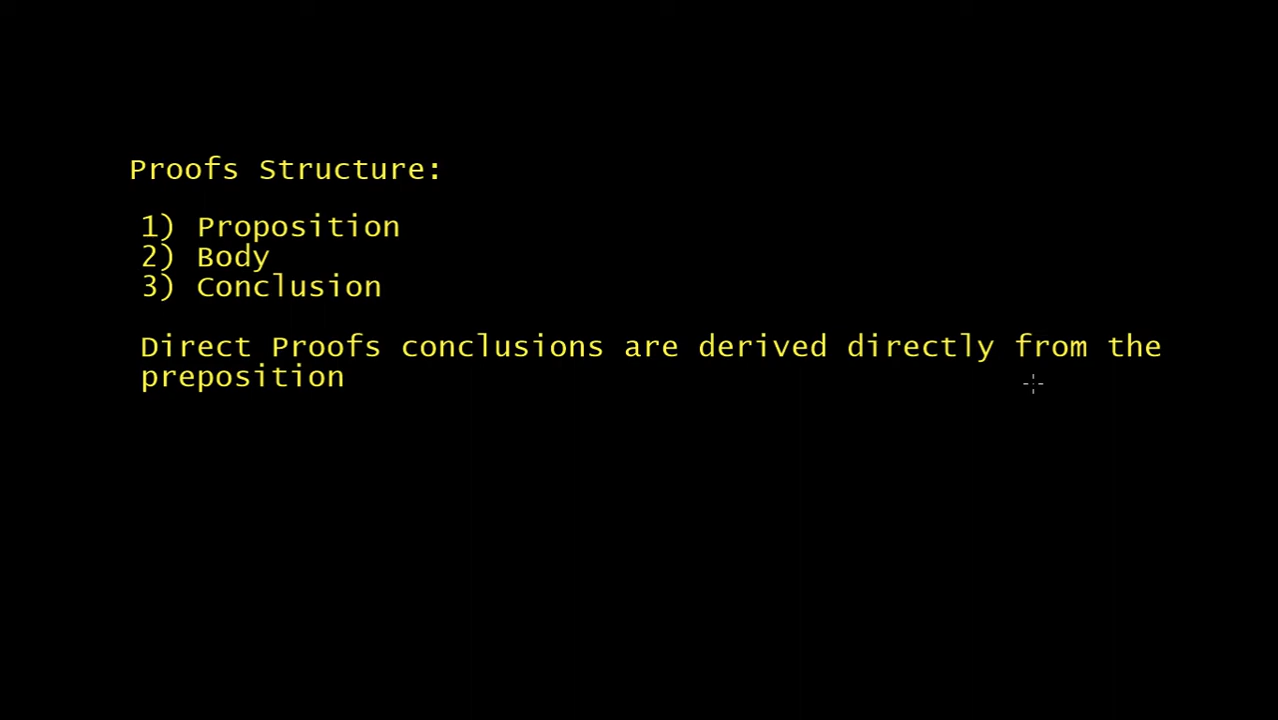 Proofs Structure:
1) Proposition
2) Body
3) Conclusion
Direct Proofs conclusions are derived directly from the
preposition